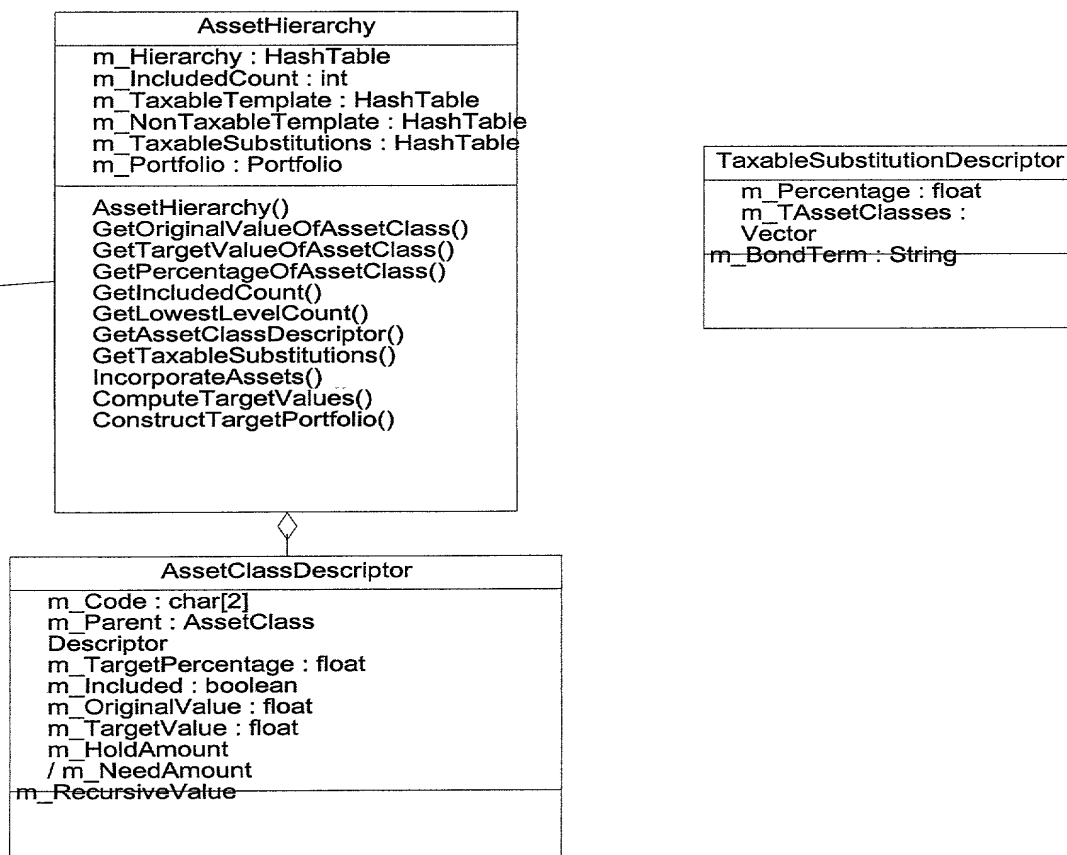 AssetHierarchy
m_Hierarchy : HashTable
m_IncludedCount : int
m_TaxableTemplate : HashTable
m_NonTaxableTemplate : HashTable
m_TaxableSubstitutions : HashTable
m_Portfolio : Portfolio
AssetHierarchy()
GetOriginalValueOfAssetClass()
GetTargetValueOfAssetClass()
GetPercentageOfAssetClass()
GetIncludedCount()
GetLowestLevelCount()
GetAssetClassDescriptor()
GetTaxableSubstitutions()
IncorporateAssets()
ComputeTargetValues()
ConstructTargetPortfolio()
TaxableSubstitutionDescriptor
m_Percentage : float
m_TAssetClasses :
Vector
m_BondTerm : String
AssetClassDescriptor
m_Code : char[2]
m_Parent : AssetClass
Descriptor
m_TargetPercentage : float
m_Included : boolean
m_OriginalValue : float
m_TargetValue : float
m_HoldAmount
/ m_NeedAmount
m_RecursiveValue